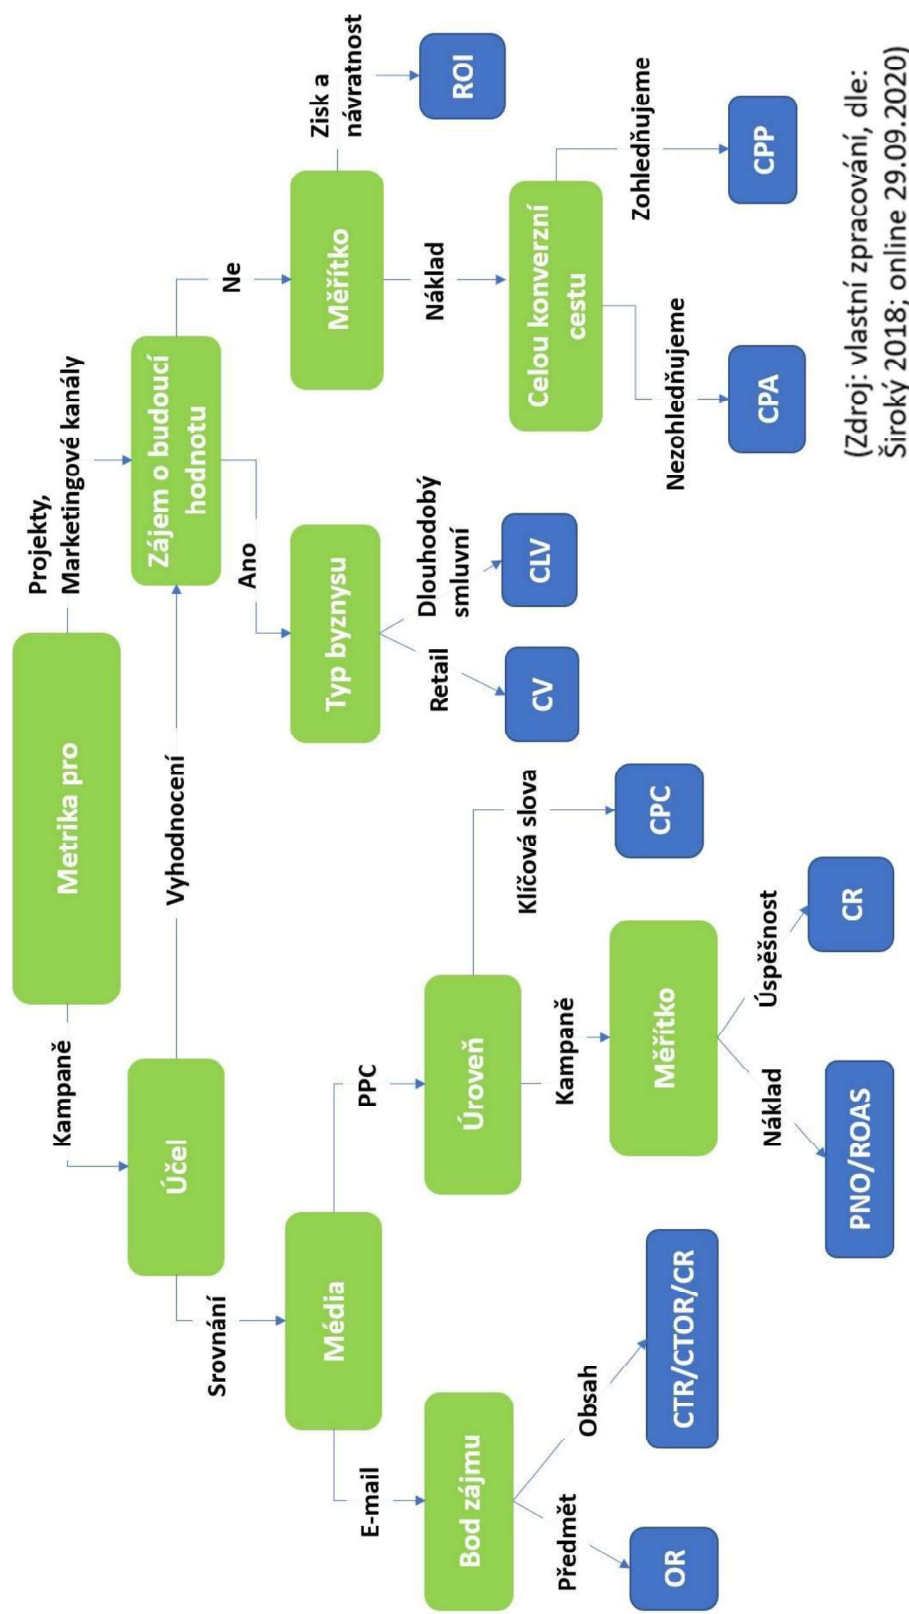 Metrika pro
Kampaně
Projekty,
Marketingové kanály
Účel
Vyhodnocení
Zájem o budoucí
hodnotu
Srovnání
Ano
Ne
Média
Typ byznysu
Měřítko
Zisk a
návratnost
E-mail
PPC
Retail
Dlouhodobý
smluvní
Náklad
ROI
Bod zájmu
Úroveň
Klíčová slova
CV
CLV
Celou konverzní
cestu
Předmět
Obsah
Kampaně
CPC
Nezohledňujeme
Zohledňujeme
OR
CTR/CTOR/CR
Měřítko
CPA
CPP
Náklad
Úspěšnost
PNO/ROAS
CR
(Zdroj: vlastní zpracování, dle:
Široký 2018; online 29.09.2020)